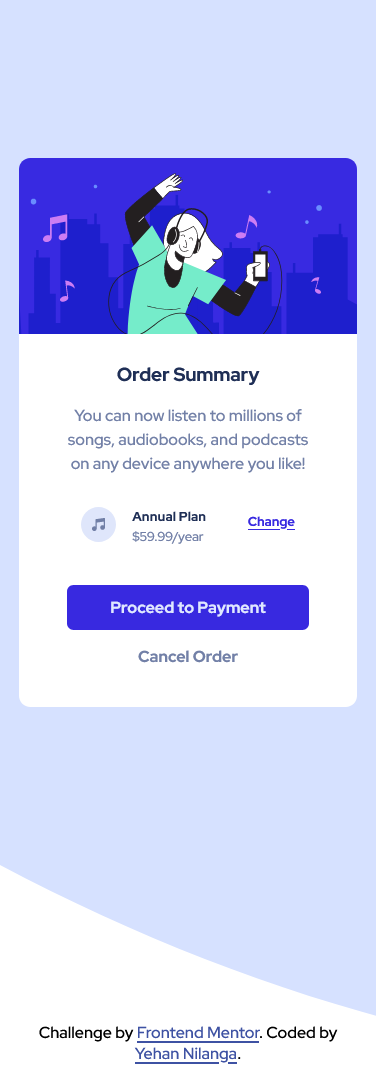 Order Summary
You can now listen to millions of
songs, audiobooks, and podcasts
on any device anywhere you like!
Annual Plan
Change
$59.99/year
Proceed to Payment
Cancel Order
Challenge by Frontend Mentor. Coded by
Yehan Nilanga.